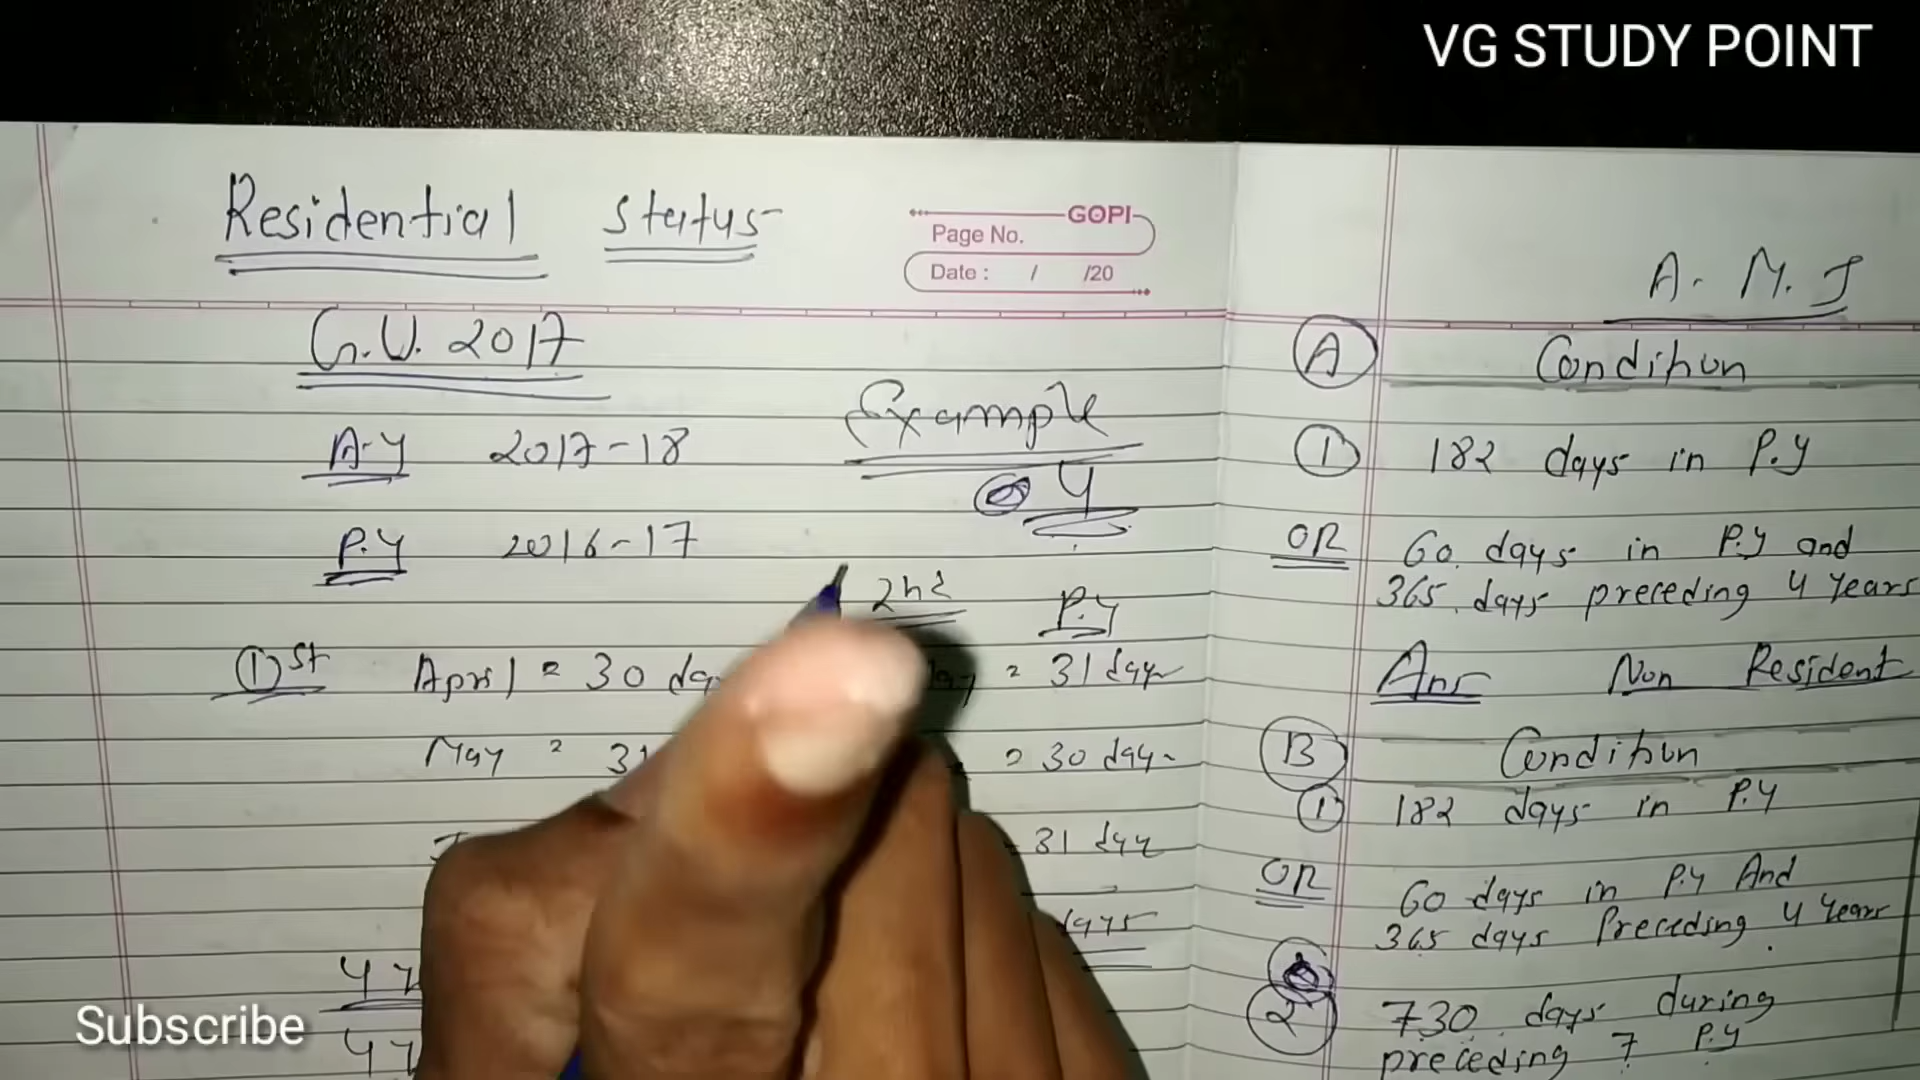 VG STUDY POINT
Residential Status
GOPI
Page No.
Date : / /20
G.U. 2017
A-Y 2017-18
P.Y 2016-17
Example
4
2nd
P.Y
1st April = 30
= 31 days
May = 31
= 30 days
31 days
days
A. M. J
A Condition
1 182 days in P.Y
OR 60 days in P.Y and
365 days preceding 4 Years
Ans Non Resident
B Condition
1 182 days in P.Y
OR 60 days in P.Y And
365 days Preceding 4 Years
2 730 days during
preceding 7 P.Y
Subscribe